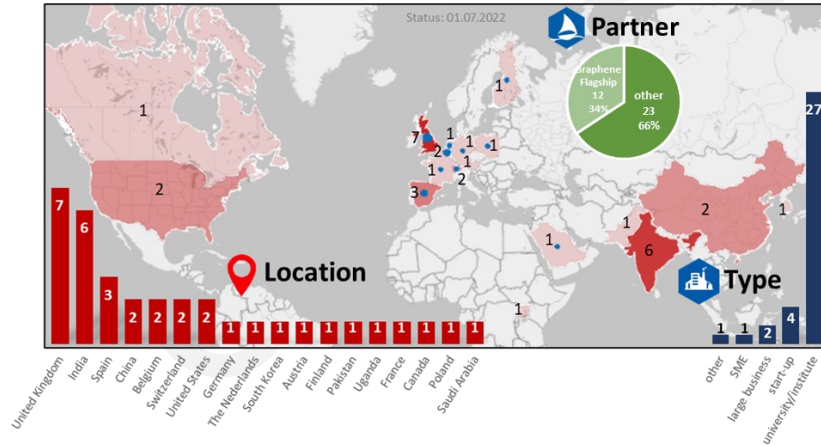 Status: 01.07.2022
Partner
Graphene
Flagship
12
34%
other
23
66%
1
2
7
1
2
1
1
1
1
1
2
3
1
1
1
2
6
1
Location
Type
7
6
3
2
2
2
2
1
1
1
1
1
1
1
1
1
1
1
United Kingdom
India
Spain
China
Belgium
Switzerland
United States
Germany
The Netherlands
South Korea
Austria
Finland
Pakistan
Uganda
France
Canada
Poland
Saudi Arabia
1
1
2
4
27
other
SME
large business
start-up
university/institute